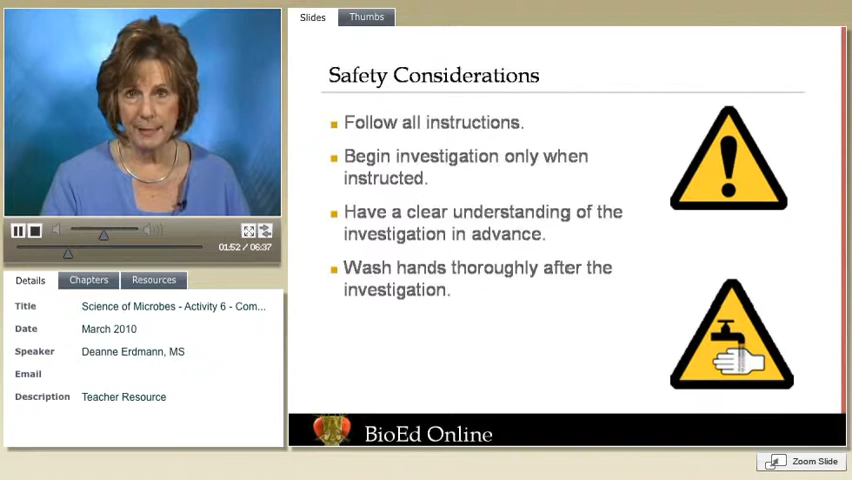 Slides Thumbs
Safety Considerations
Follow all instructions.
Begin investigation only when
instructed.
Have a clear understanding of the
investigation in advance.
Wash hands thoroughly after the
investigation.
01:52 / 06:37
Details Chapters Resources
Title Science of Microbes - Activity 6 - Com...
Date March 2010
Speaker Deanne Erdmann, MS
Email
Description Teacher Resource
BioEd Online
Zoom Slide